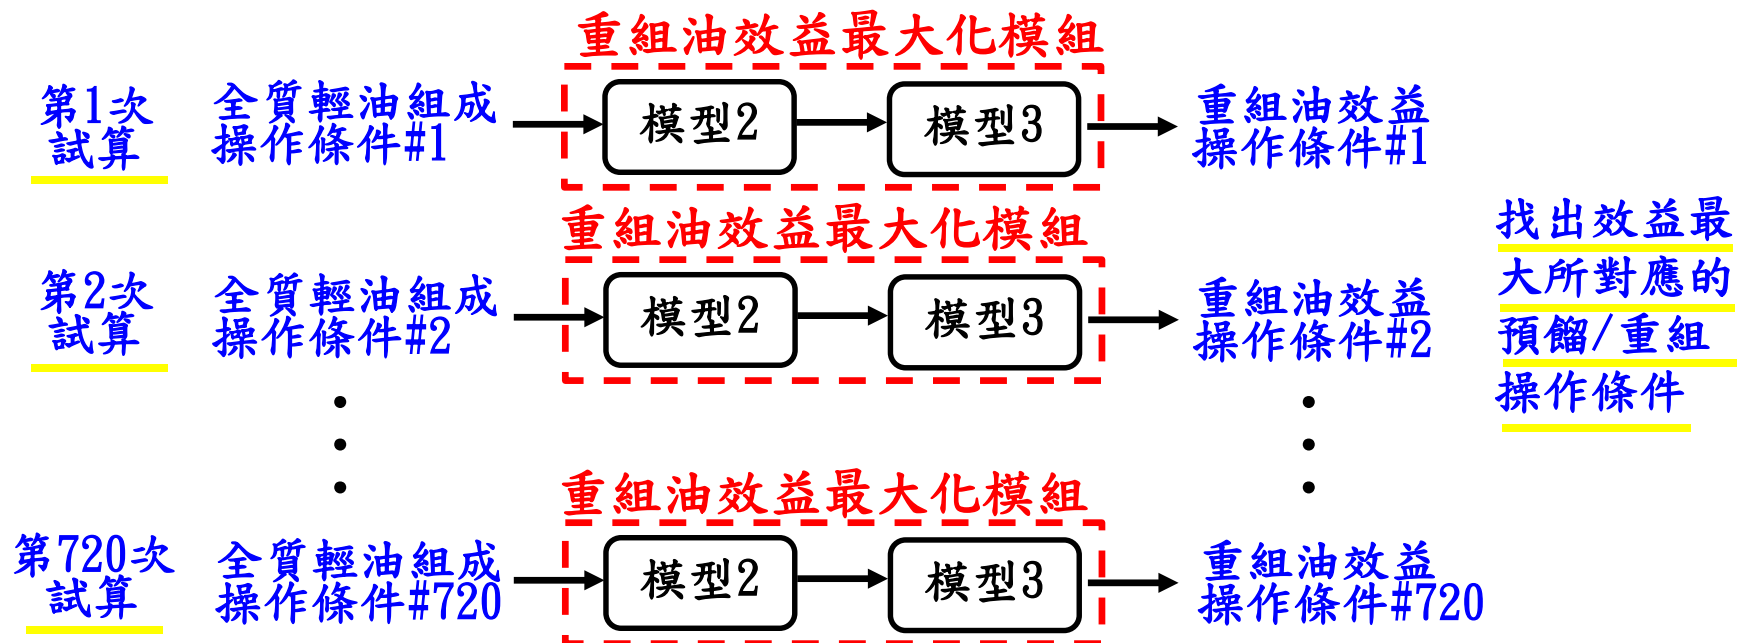 重組油效益最大化模組
第1次
試算
全質輕油組成
操作條件#1
模型2
模型3
重組油效益
操作條件#1
重組油效益最大化模組
第2次
試算
全質輕油組成
操作條件#2
模型2
模型3
重組油效益
操作條件#2
找出效益最
大所對應的
預餾/重組
操作條件
重組油效益最大化模組
第720次
試算
全質輕油組成
操作條件#720
模型2
模型3
重組油效益
操作條件#720